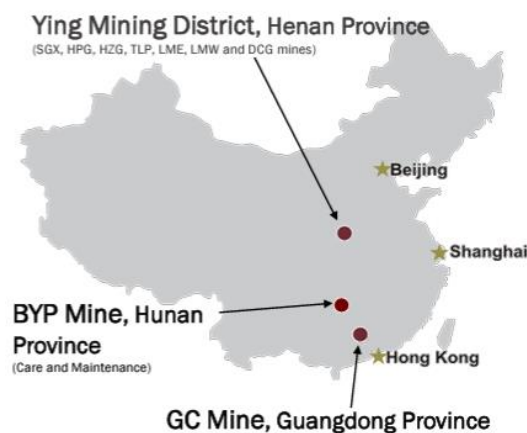 Ying Mining District, Henan Province
(SGX, HPG, HZG, TLP, LME, LMW and DCG mines)
Beijing
Shanghai
BYP Mine, Hunan
Province
(Care and Maintenance)
Hong Kong
GC Mine, Guangdong Province